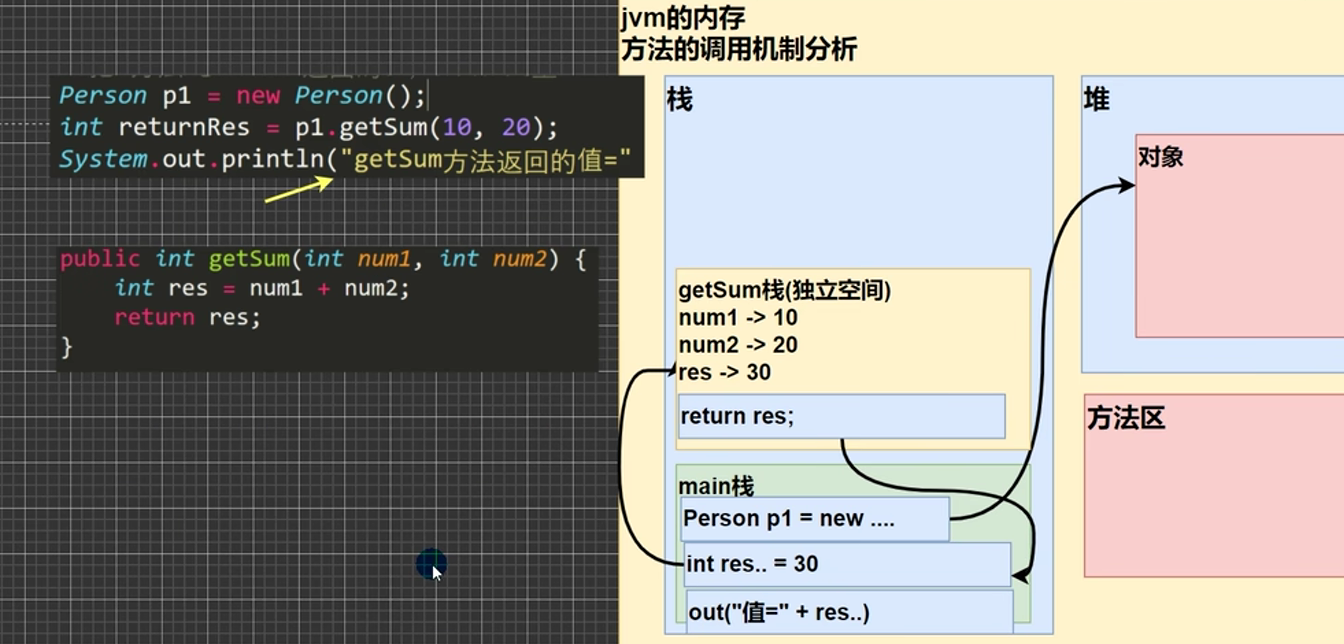 Person p1 = new Person();
int returnRes = p1.getSum(10, 20);
System.out.println("getSum方法返回的值="
public int getSum(int num1, int num2) {
int res = num1 + num2;
return res;
}
jvm的内存
方法的调用机制分析
栈
getSum栈(独立空间)
num1 -> 10
num2 -> 20
res -> 30
return res;
main栈
Person p1 = new ....
int res.. = 30
out("值=" + res..)
堆
对象
方法区